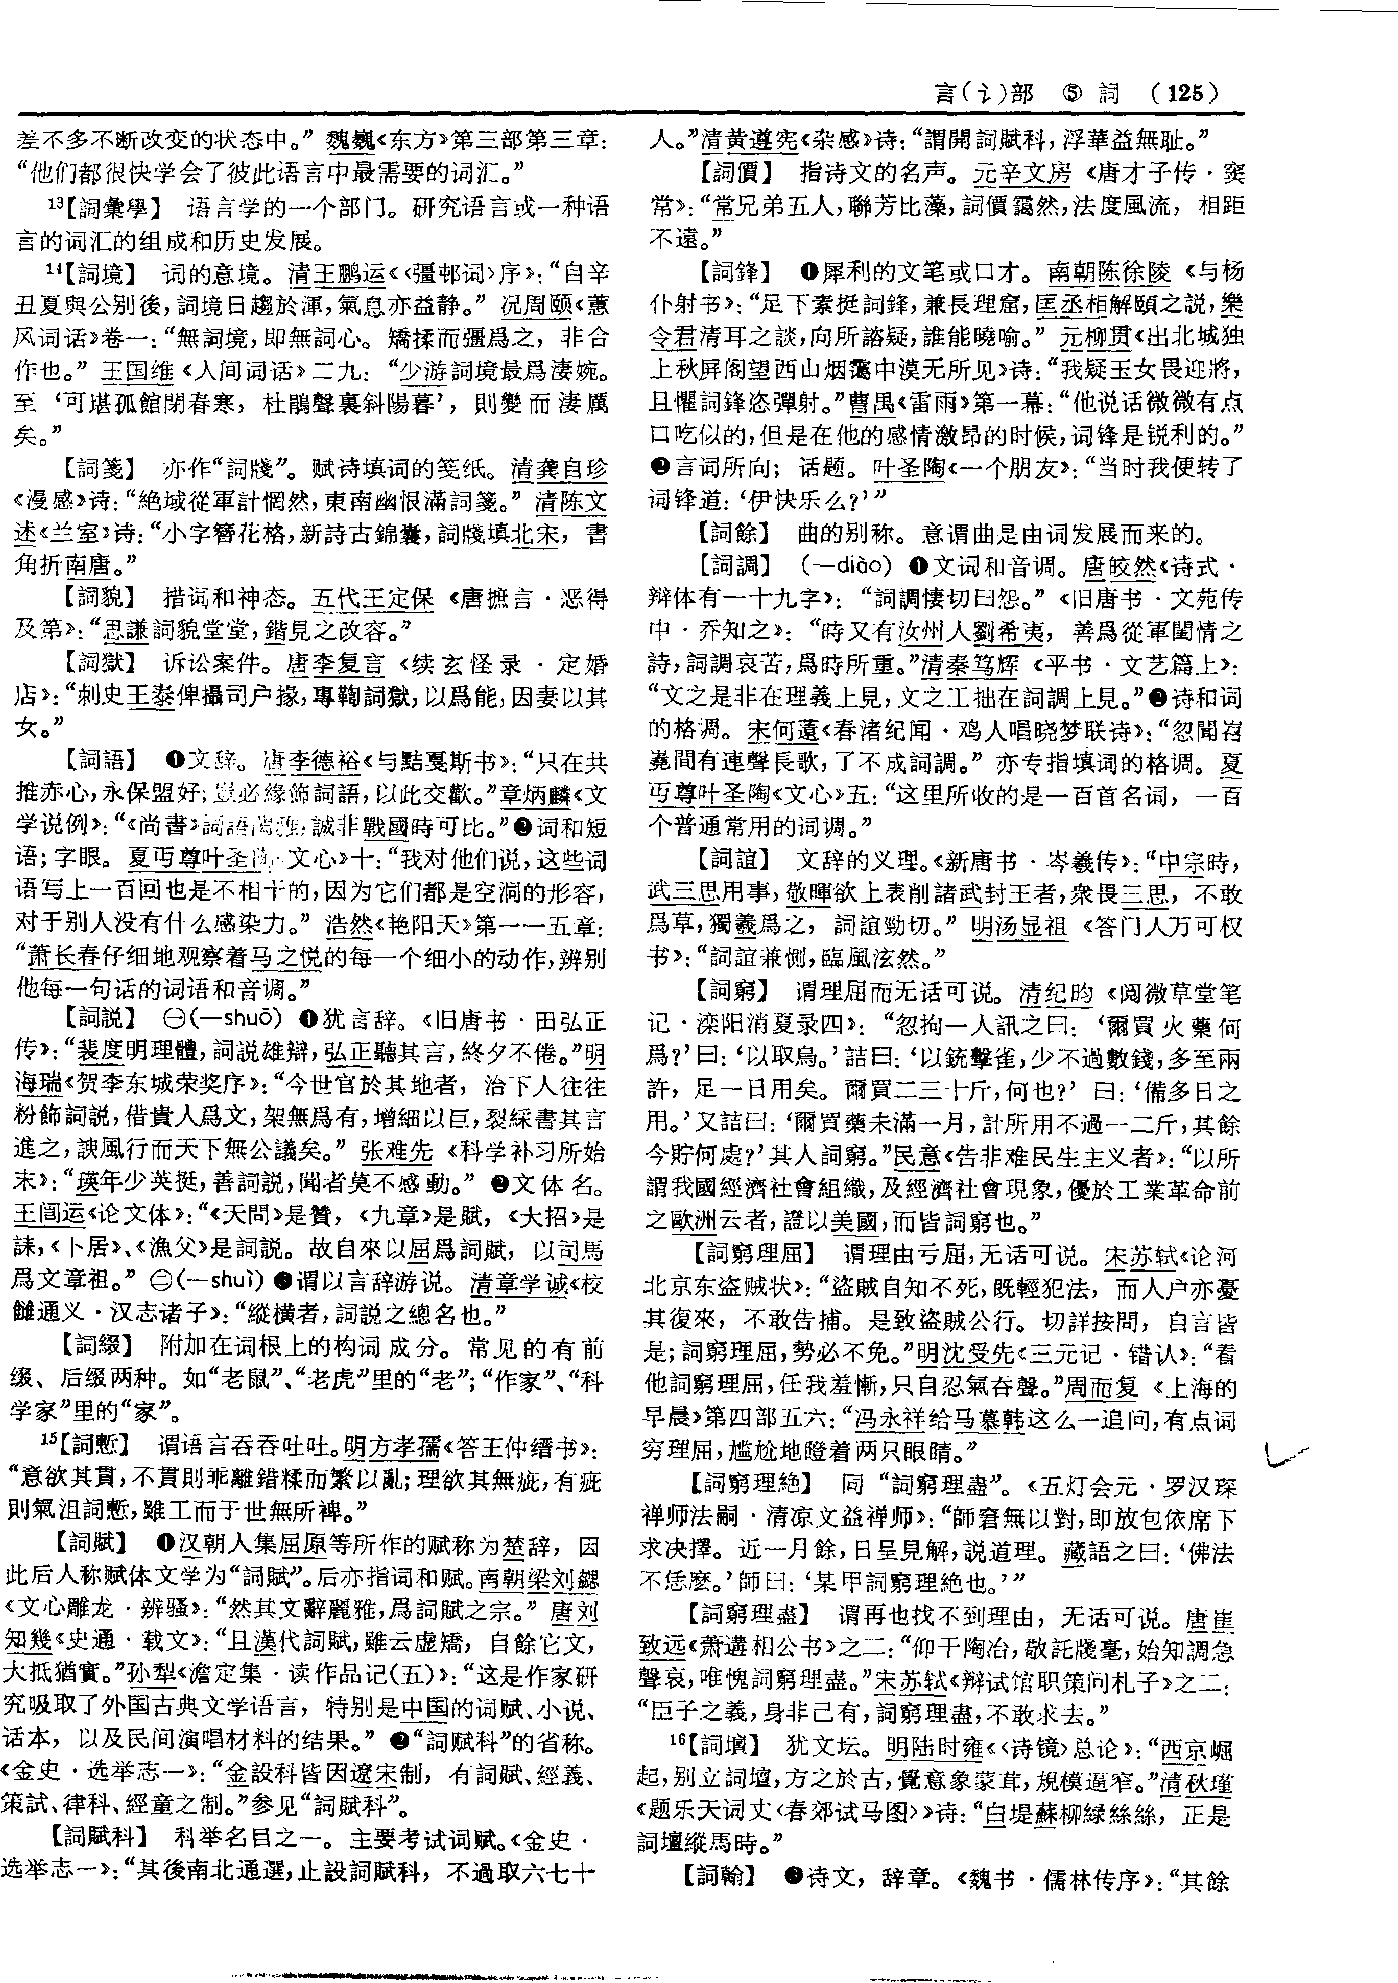 言(讠)部 ⑤ 詞 (125)
差不多不断改变的状态中。”魏巍《东方》第三部第三章：
“他们都很快学会了彼此语言中最需要的词汇。”
13【詞彙學】 语言学的一个部门。研究语言或一种语
言的词汇的组成和历史发展。
14【詞境】 词的意境。清王鹏运《〈彊邨词〉序》：“自辛
丑夏與公别後，詞境日趨於渾，氣息亦益静。” 况周颐《蕙
风词话》卷一：“無詞境，即無詞心。矯揉而彊爲之，非合
作也。” 王国维《人间词话》二九：“少游詞境最爲淒婉。
至‘可堪孤館閉春寒，杜鵑聲裏斜陽暮’，則變而淒厲
矣。”
【詞箋】 亦作“詞牋”。赋诗填词的笺纸。清龚自珍
《漫感》诗：“絶域從軍計惘然，東南幽恨滿詞箋。” 清陈文
述《兰室》诗：“小字簪花格，新詩古錦囊，詞牋填北宋，書
角折南唐。”
【詞貌】 措词和神态。五代王定保《唐摭言·恶得
及第》：“思謙詞貌堂堂，鍇見之改容。”
【詞獄】 诉讼案件。唐李复言《续玄怪录·定婚
店》：“刺史王泰俾攝司户掾，專鞫詞獄，以爲能，因妻以其
女。”
【詞語】 ❶文辞。唐李德裕《与黠戛斯书》：“只在共
推赤心，永保盟好；豈必緣飾詞語，以此交歡。”章炳麟《文
学说例》：“《尚書》詞語，誠非戰國時可比。”❷词和短
语；字眼。夏丏尊叶圣陶《文心》十：“我对他们说，这些词
语写上一百回也是不相干的，因为它们都是空洞的形容，
对于别人没有什么感染力。” 浩然《艳阳天》第一一五章：
“萧长春仔细地观察着马之悦的每一个细小的动作，辨别
他每一句话的词语和音调。”
【詞説】 ㊀(—shuō) ❶犹言辞。《旧唐书·田弘正
传》：“裴度明理體，詞説雄辯，弘正聽其言，終夕不倦。”明
海瑞《贺李东城荣奖序》：“今世官於其地者，治下人往往
粉飾詞説，借貴人爲文，架無爲有，增細以巨，裂綵書其言
進之，諛風行而天下無公議矣。” 张难先《科学补习所始
末》：“瑛年少英挺，善詞説，聞者莫不感動。” ❷文体名。
王闿运《论文体》：“《天問》是贊，《九章》是賦，《大招》是
誄，《卜居》、《漁父》是詞説。故自來以屈爲詞賦，以司馬
爲文章祖。” ㊁(—shuì) ❸谓以言辞游说。清章学诚《校
雠通义·汉志诸子》：“縱横者，詞説之總名也。”
【詞綴】 附加在词根上的构词成分。常见的有前
缀、后缀两种。如“老鼠”、“老虎”里的“老”；“作家”、“科
学家”里的“家”。
15【詞慙】 谓语言吞吞吐吐。明方孝孺《答王仲缙书》：
“意欲其貫，不貫則乖離錯糅而繁以亂；理欲其無疵，有疵
則氣沮詞慙，雖工而于世無所裨。”
【詞賦】 ❶汉朝人集屈原等所作的赋称为楚辞，因
此后人称赋体文学为“詞賦”。后亦指词和赋。南朝梁刘勰
《文心雕龙·辨骚》：“然其文辭麗雅，爲詞賦之宗。” 唐刘
知幾《史通·载文》：“且漢代詞賦，雖云虚矯，自餘它文，
大抵猶實。”孙犁《澹定集·读作品记(五)》：“这是作家研
究吸取了外国古典文学语言，特别是中国的词赋、小说、
话本，以及民间演唱材料的结果。” ❷“詞赋科”的省称。
《金史·选举志一》：“金設科皆因遼宋制，有詞賦、經義、
策試、律科、經童之制。”参见“詞賦科”。
【詞賦科】 科举名目之一。主要考试词赋。《金史·
选举志一》：“其後南北通選，止設詞賦科，不過取六七十
人。”清黄遵宪《杂感》诗：“謂開詞賦科，浮華益無耻。”
【詞價】 指诗文的名声。元辛文房《唐才子传·窦
常》：“常兄弟五人，聯芳比藻，詞價靄然，法度風流，相距
不遠。”
【詞鋒】 ❶犀利的文笔或口才。南朝陈徐陵《与杨
仆射书》：“足下素挺詞鋒，兼長理窟，匡丞相解頤之説，樂
令君清耳之談，向所諮疑，誰能曉喻。” 元柳贯《出北城独
上秋屏阁望西山烟霭中漠无所见》诗：“我疑玉女畏迎將，
且懼詞鋒恣彈射。”曹禺《雷雨》第一幕：“他说话微微有点
口吃似的，但是在他的感情激昂的时候，词锋是锐利的。”
❷言词所向；话题。叶圣陶《一个朋友》：“当时我便转了
词锋道：‘伊快乐么？’”
【詞餘】 曲的别称。意谓曲是由词发展而来的。
【詞調】 (—diào) ❶文词和音调。唐皎然《诗式·
辩体有一十九字》：“詞調悽切曰怨。”《旧唐书·文苑传
中·乔知之》：“時又有汝州人劉希夷，善爲從軍閨情之
詩，詞調哀苦，爲時所重。”清秦笃辉《平书·文艺篇上》：
“文之是非在理義上見，文之工拙在詞調上見。”❷诗和词
的格调。宋何薳《春渚纪闻·鸡人唱晓梦联诗》：“忽聞岧
嶤間有連聲長歌，了不成詞調。” 亦专指填词的格调。夏
丏尊叶圣陶《文心》五：“这里所收的是一百首名词，一百
个普通常用的词调。”
【詞誼】 文辞的义理。《新唐书·岑羲传》：“中宗時，
武三思用事，敬暉欲上表削諸武封王者，衆畏三思，不敢
爲草，獨羲爲之，詞誼勁切。” 明汤显祖《答门人万可权
书》：“詞誼兼惻，臨風泫然。”
【詞窮】 谓理屈而无话可说。清纪昀《阅微草堂笔
记·滦阳消夏录四》：“忽拘一人訊之曰：‘爾買火藥何
爲？’曰：‘以取鳥。’詰曰：‘以銃擊雀，少不過數錢，多至兩
許，足一日用矣。爾買二三十斤，何也？’ 曰：‘備多日之
用。’又詰曰：‘爾買藥未滿一月，計所用不過一二斤，其餘
今貯何處？’其人詞窮。”民意《告非难民生主义者》：“以所
謂我國經濟社會組織，及經濟社會現象，優於工業革命前
之歐洲云者，證以美國，而皆詞窮也。”
【詞窮理屈】 谓理由亏屈，无话可说。宋苏轼《论河
北京东盗贼状》：“盜賊自知不死，既輕犯法，而人户亦憂
其復來，不敢告捕。是致盜賊公行。切詳按問，自言皆
是；詞窮理屈，勢必不免。”明沈受先《三元记·错认》：“看
他詞窮理屈，任我羞慚，只自忍氣吞聲。”周而复《上海的
早晨》第四部五六：“冯永祥给马慕韩这么一追问，有点词
穷理屈，尴尬地瞪着两只眼睛。”
【詞窮理絶】 同“詞窮理盡”。《五灯会元·罗汉琛
禅师法嗣·清凉文益禅师》：“師窘無以對，即放包依席下
求決擇。近一月餘，日呈見解，説道理。藏語之曰：‘佛法
不恁麽。’師曰：‘某甲詞窮理絶也。’”
【詞窮理盡】 谓再也找不到理由，无话可说。唐崔
致远《萧遘相公书》之二：“仰干陶冶，敬託牋毫，始知調急
聲哀，唯愧詞窮理盡。”宋苏轼《辩试馆职策问札子》之二：
“臣子之義，身非己有，詞窮理盡，不敢求去。”
16【詞壇】 犹文坛。明陆时雍《〈诗镜〉总论》：“西京崛
起，别立詞壇，方之於古，覺意象蒙茸，規模逼窄。”清秋瑾
《题乐天词丈〈春郊试马图〉》诗：“白堤蘇柳緑絲絲，正是
詞壇縱馬時。”
【詞翰】 ❶诗文，辞章。《魏书·儒林传序》：“其餘